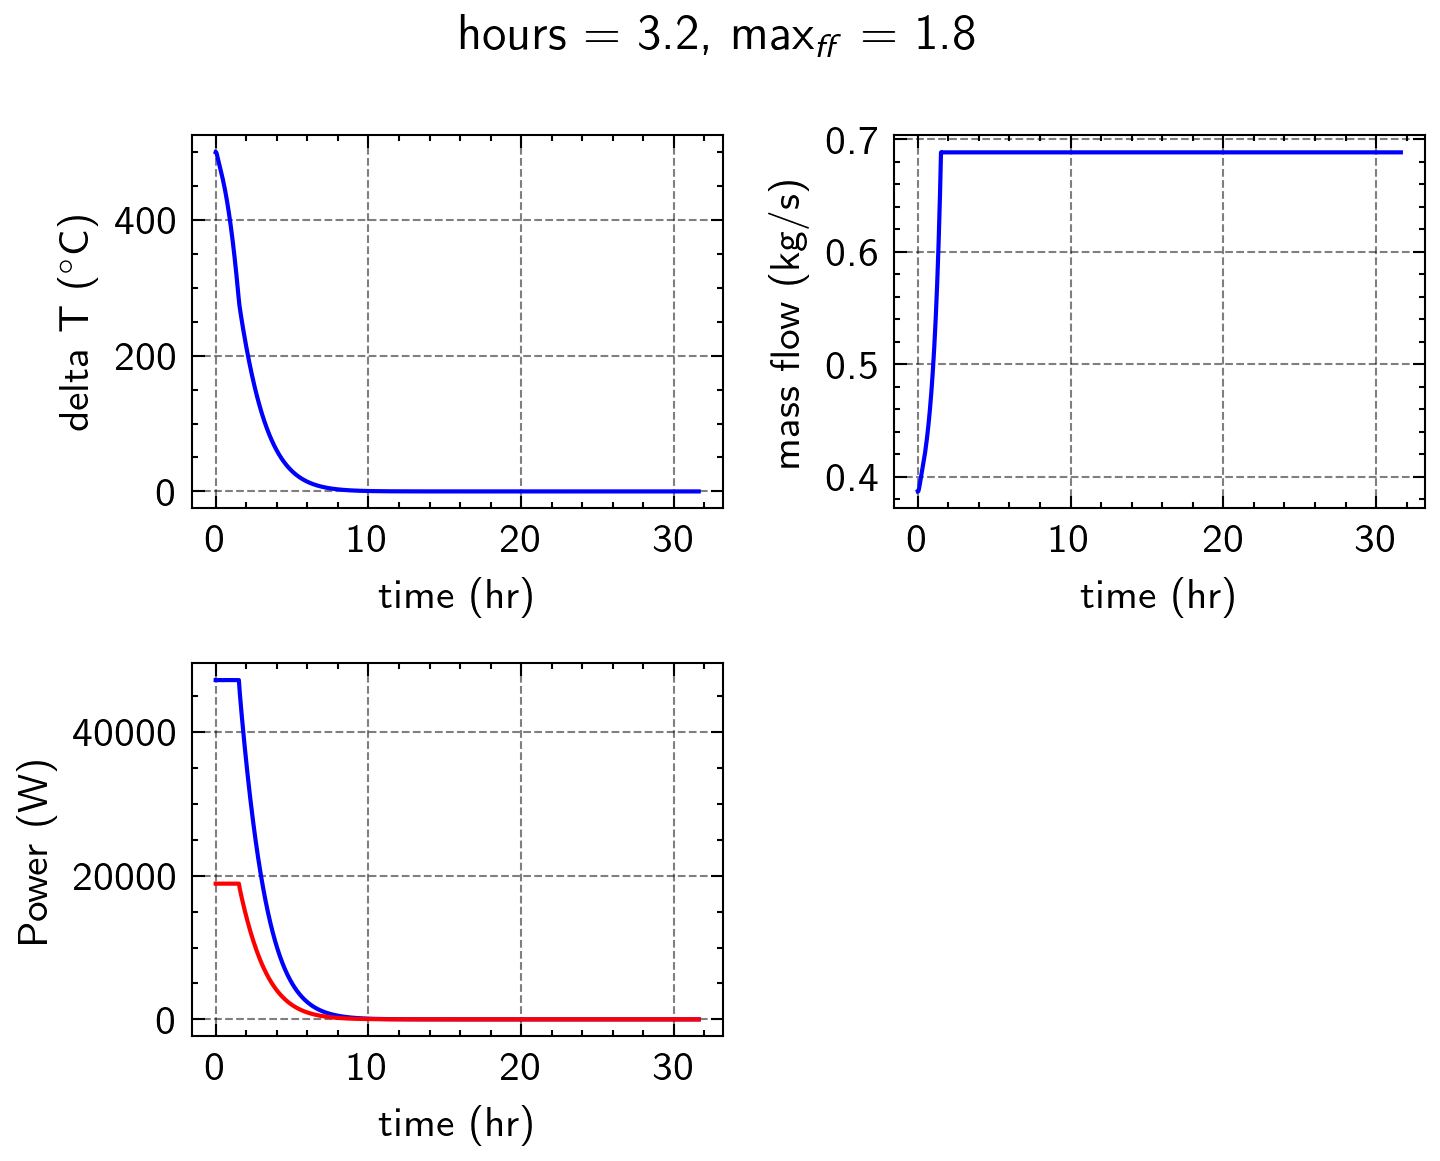 hours = 3.2, max_ff = 1.8
delta T (°C)
400
200
0
0 10 20 30
time (hr)
mass flow (kg/s)
0.7
0.6
0.5
0.4
0 10 20 30
time (hr)
Power (W)
40000
20000
0
0 10 20 30
time (hr)